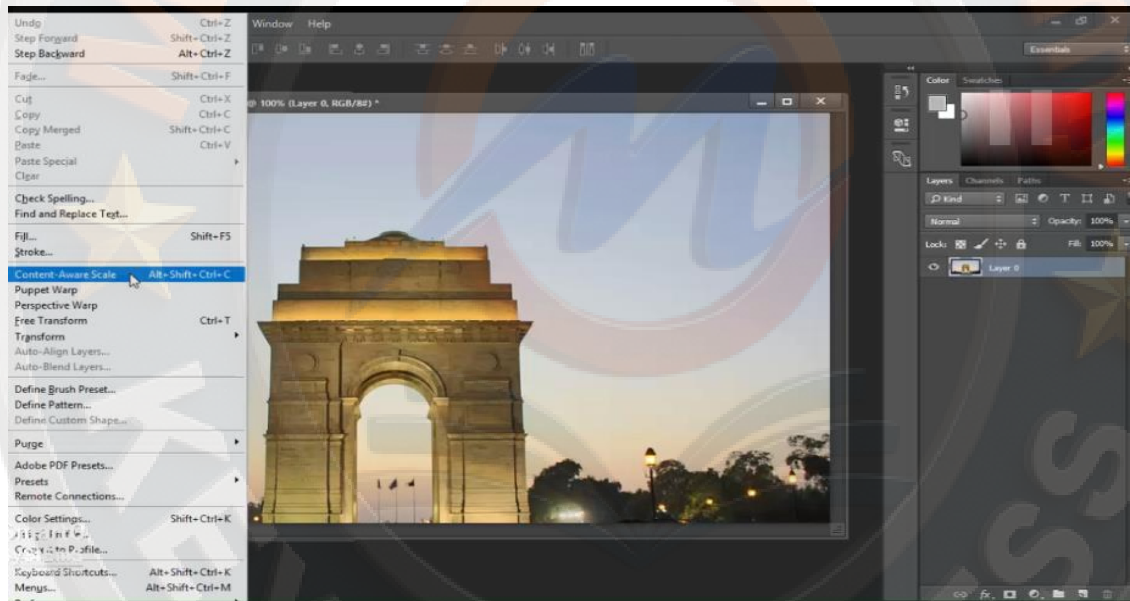 Undo Ctrl+Z
Step Forward Shift+Ctrl+Z
Step Backward Alt+Ctrl+Z
Fade... Shift+Ctrl+F
Cut Ctrl+X
Copy Ctrl+C
Copy Merged Shift+Ctrl+C
Paste Ctrl+V
Paste Special
Clear
Check Spelling...
Find and Replace Text...
Fill... Shift+F5
Stroke...
Content-Aware Scale Alt+Shift+Ctrl+C
Puppet Warp
Perspective Warp
Free Transform Ctrl+T
Transform
Auto-Align Layers...
Auto-Blend Layers...
Define Brush Preset...
Define Pattern...
Define Custom Shape...
Purge
Adobe PDF Presets...
Presets
Remote Connections...
Color Settings... Shift+Ctrl+K
Profile...
Keyboard Shortcuts... Alt+Shift+Ctrl+K
Menus... Alt+Shift+Ctrl+M
Window Help
Essentials
@ 100% (Layer 0, RGB/8#) *
Color Swatches
Layers Channels Paths
Kind
Normal Opacity: 100%
Lock: Fill: 100%
Layer 0